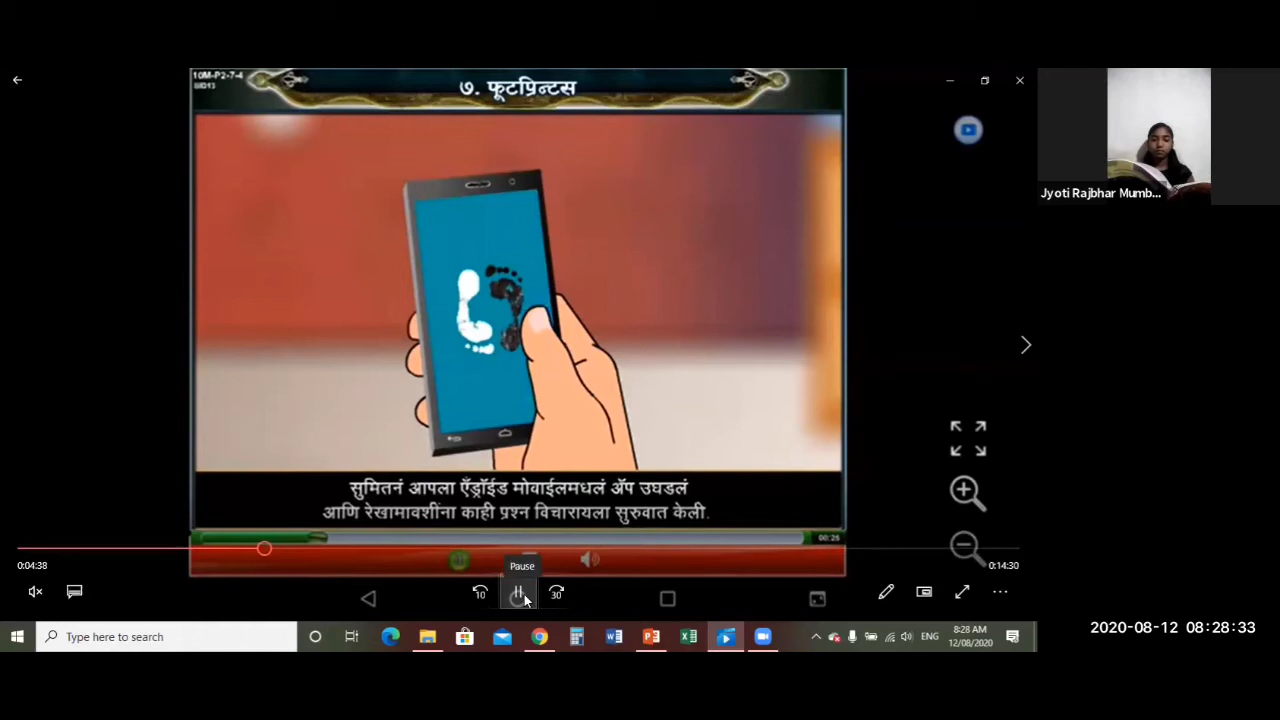 10M-P2-7-4
७. फूटप्रिन्टस
Jyoti Rajbhar Mumb...
सुमितनं आपला ऍंड्रॉईड मोबाईलमधलं ॲप उघडलं
आणि रेखामावशींना काही प्रश्न विचारायला सुरुवात केली.
00:26
0:04:38
Pause
0:14:30
10
30
Type here to search
ENG
8:28 AM
12/08/2020
2020-08-12 08:28:33